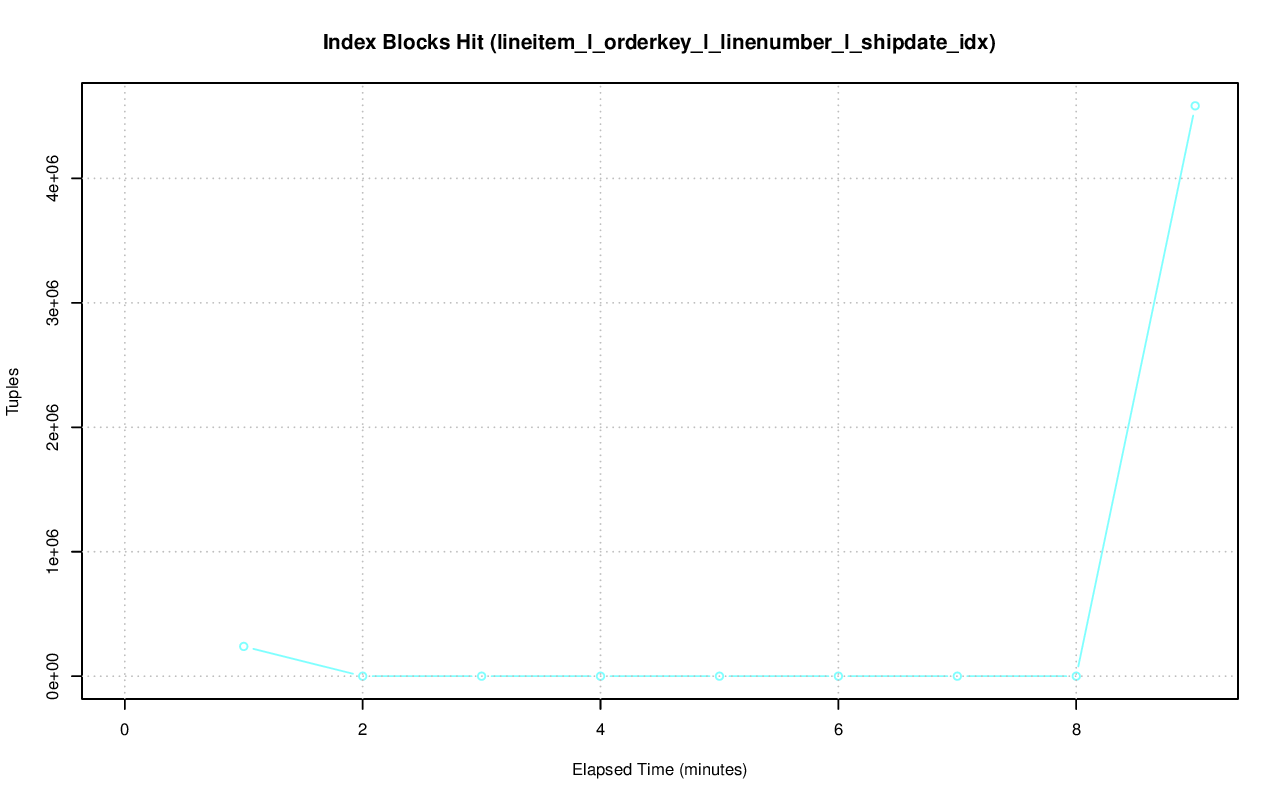 Index Blocks Hit (lineitem_l_orderkey_l_linenumber_l_shipdate_idx)
Tuples
4e+06
3e+06
2e+06
1e+06
0e+00
0 2 4 6 8
Elapsed Time (minutes)